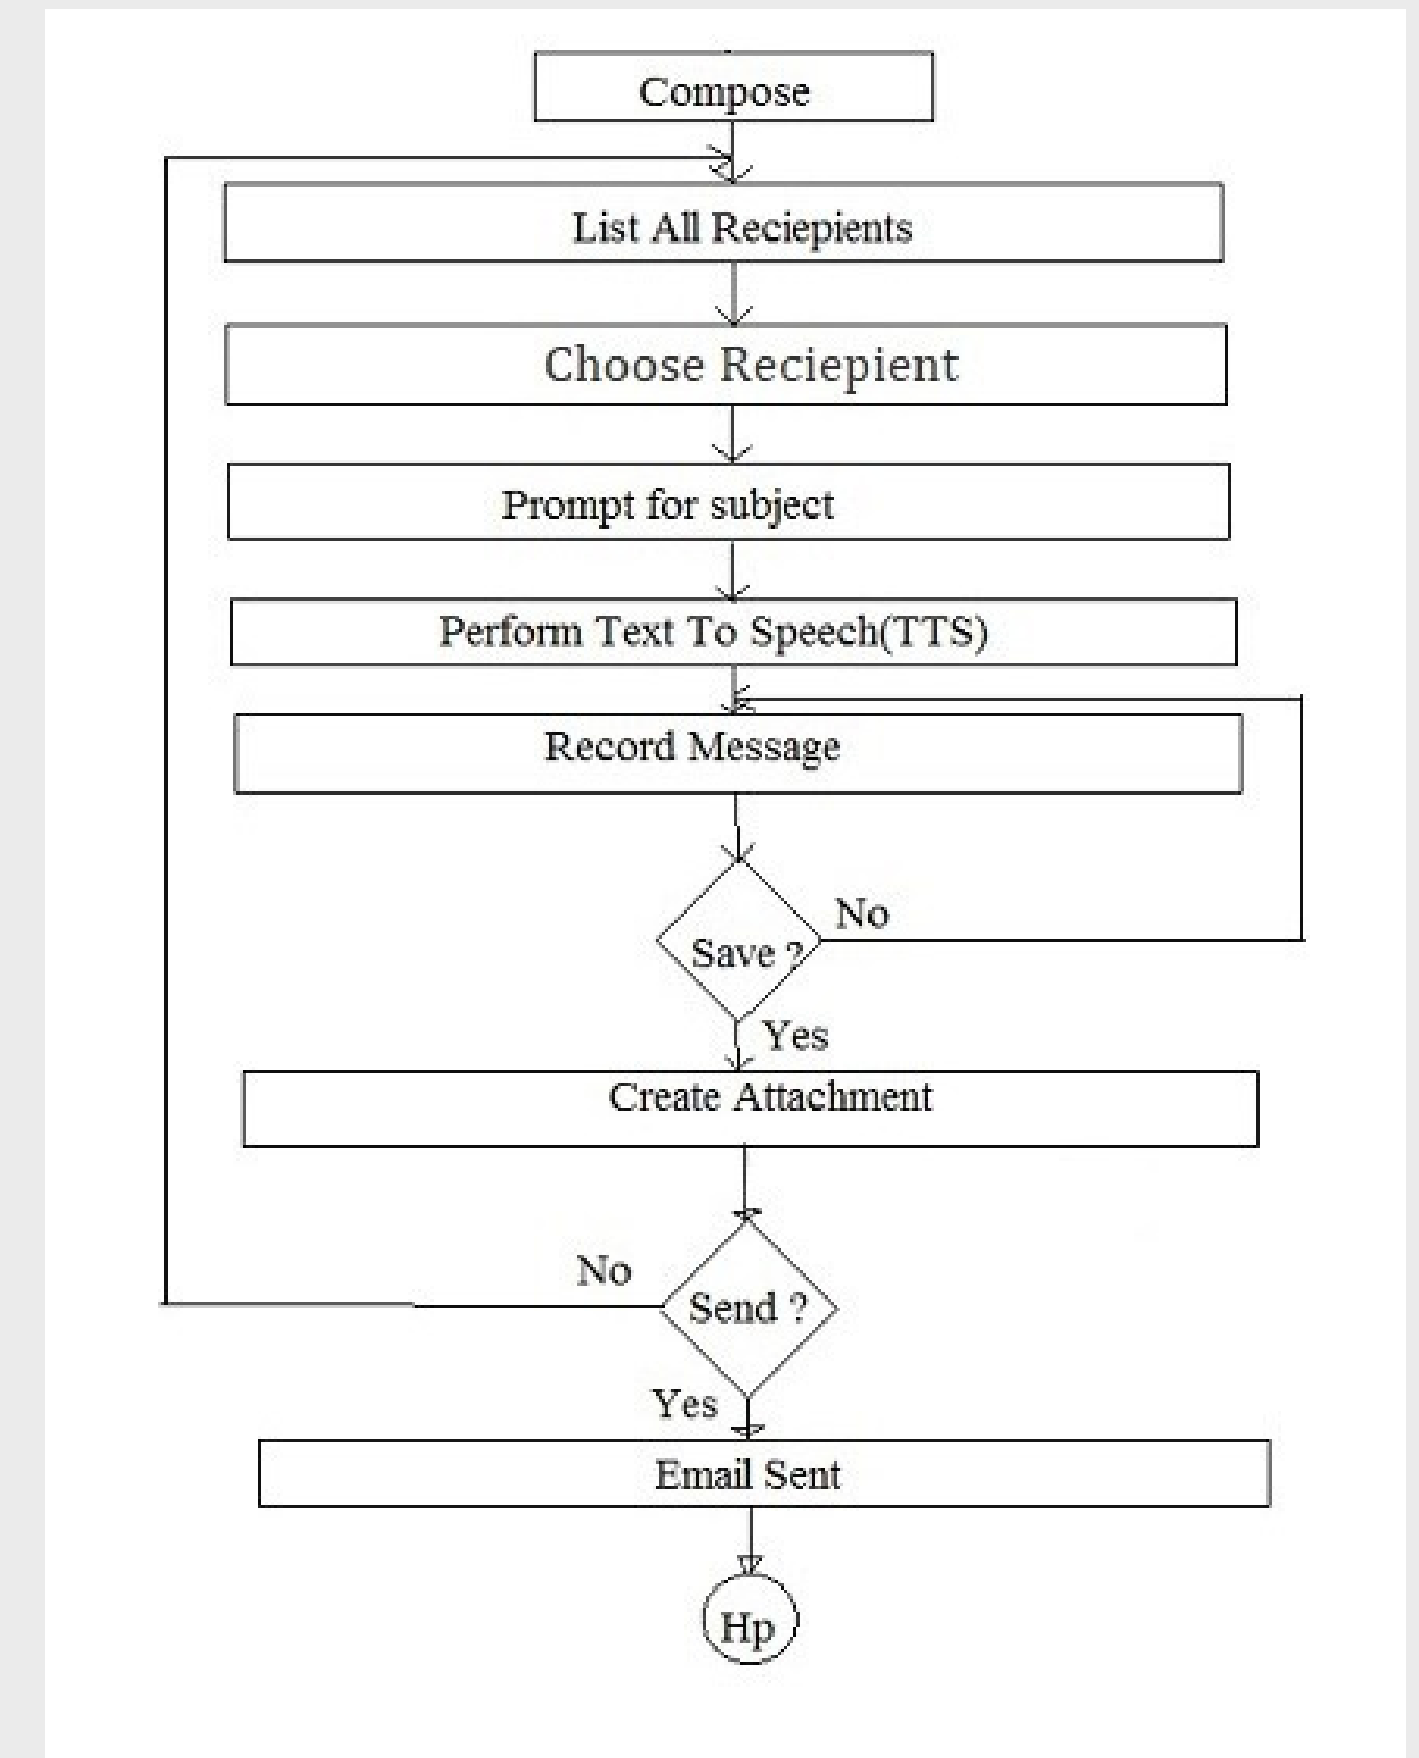 Compose
List All Reciepients
Choose Reciepient
Prompt for subject
Perform Text To Speech(TTS)
Record Message
No
Save ?
Yes
Create Attachment
No
Send ?
Yes
Email Sent
Hp